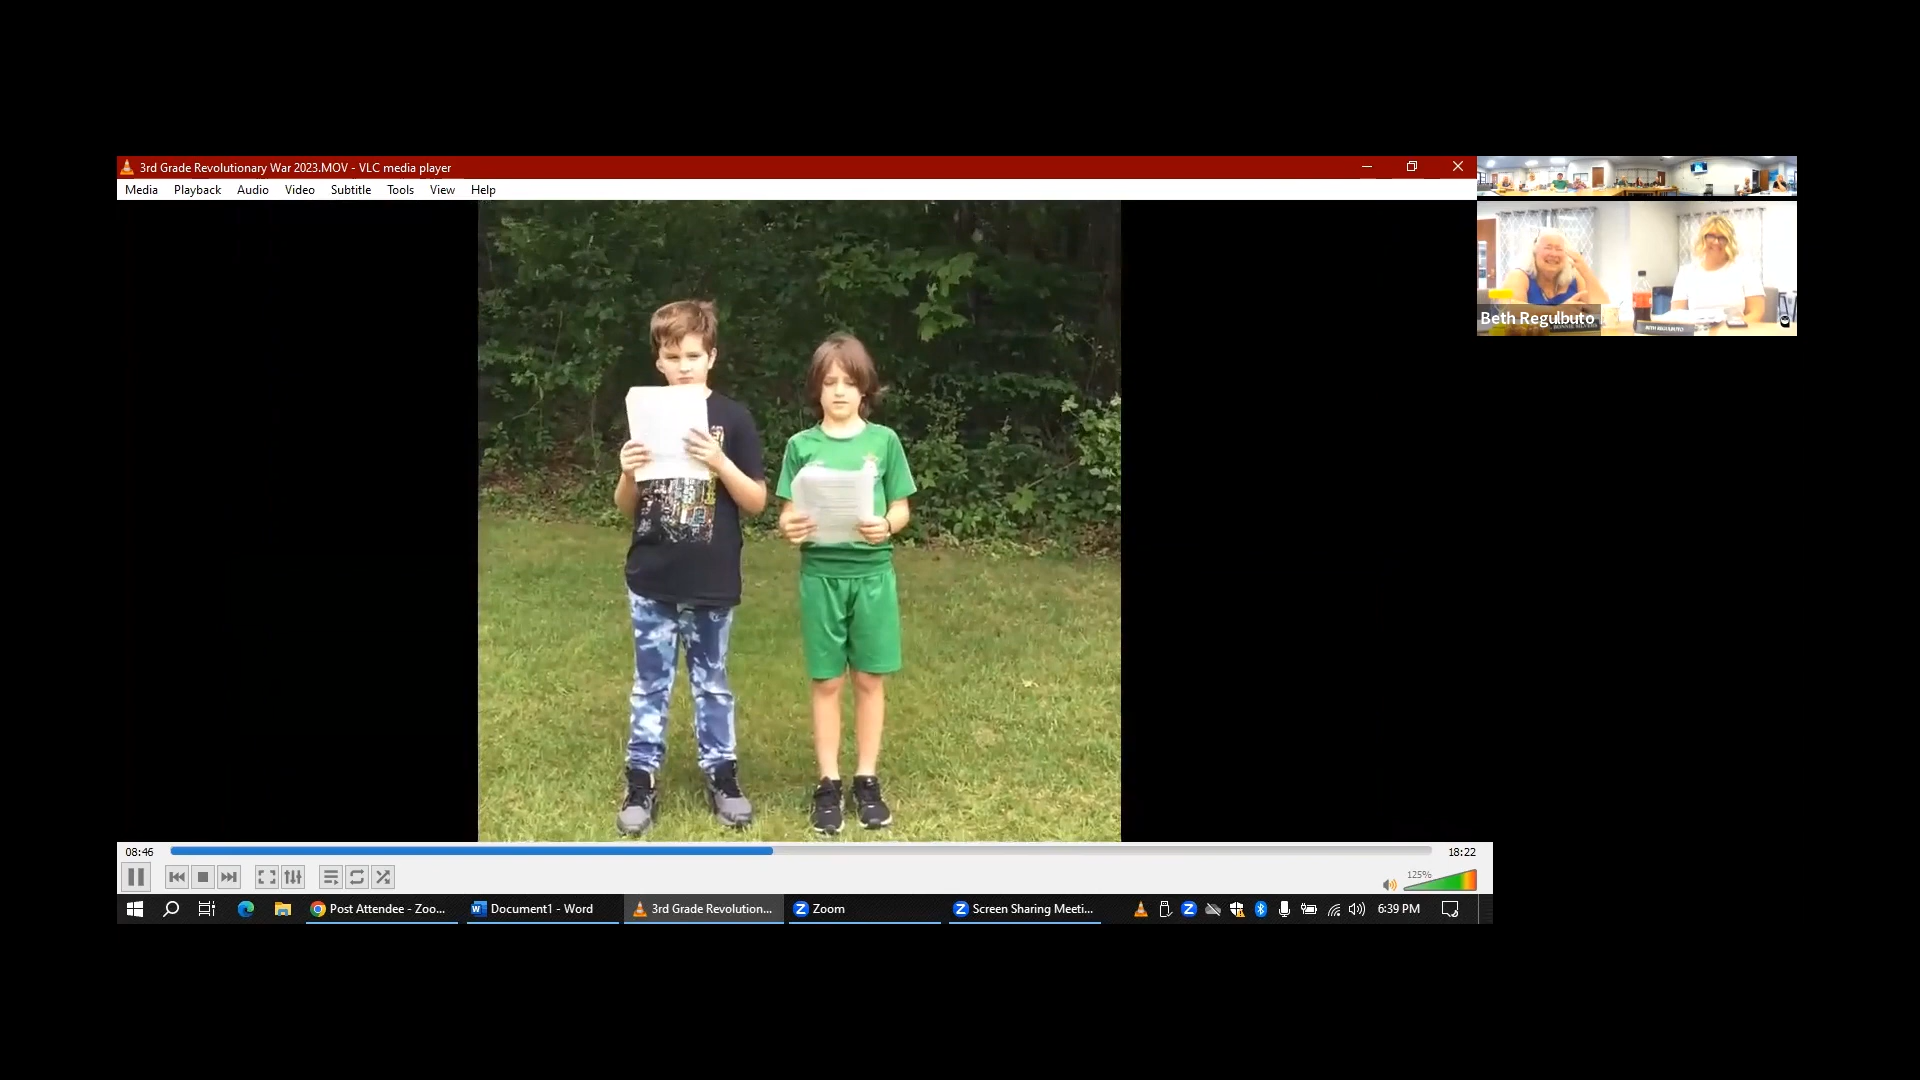 3rd Grade Revolutionary War 2023.MOV - VLC media player
Media Playback Audio Video Subtitle Tools View Help
Beth Regulbuto
BETH REGULBUTO
08:46
18:22
125%
Post Attendee - Zoo...
Document1 - Word
3rd Grade Revolution...
Zoom
Screen Sharing Meeti...
6:39 PM